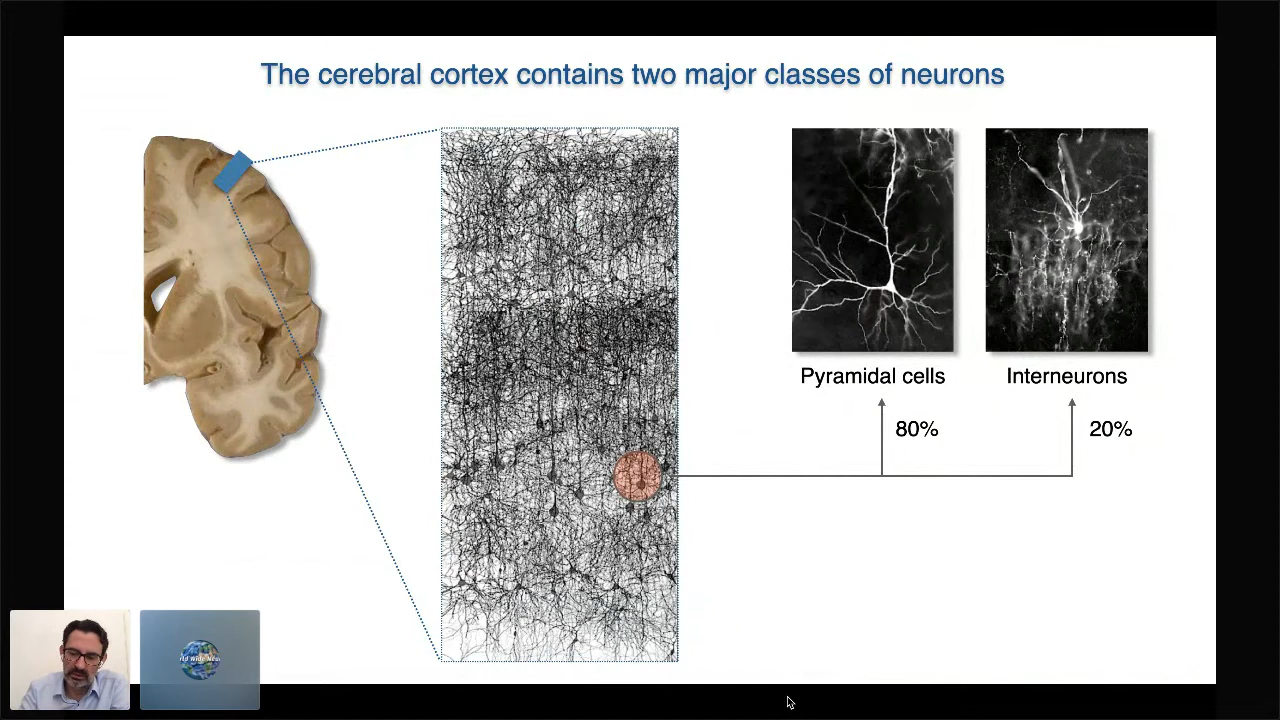 The cerebral cortex contains two major classes of neurons
Pyramidal cells
Interneurons
80%
20%